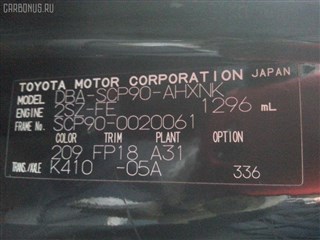 CARBONUS.RU
TOYOTA MOTOR CORPORATION JAPAN
MODEL DBA-SCP90-AHXNK
ENGINE 2SZ-FE 1296 mL
FRAME No. SCP90-0020061
COLOR TRIM PLANT OPTION
209 FP18 A31
TRANS./AXLE K410 -05A 336